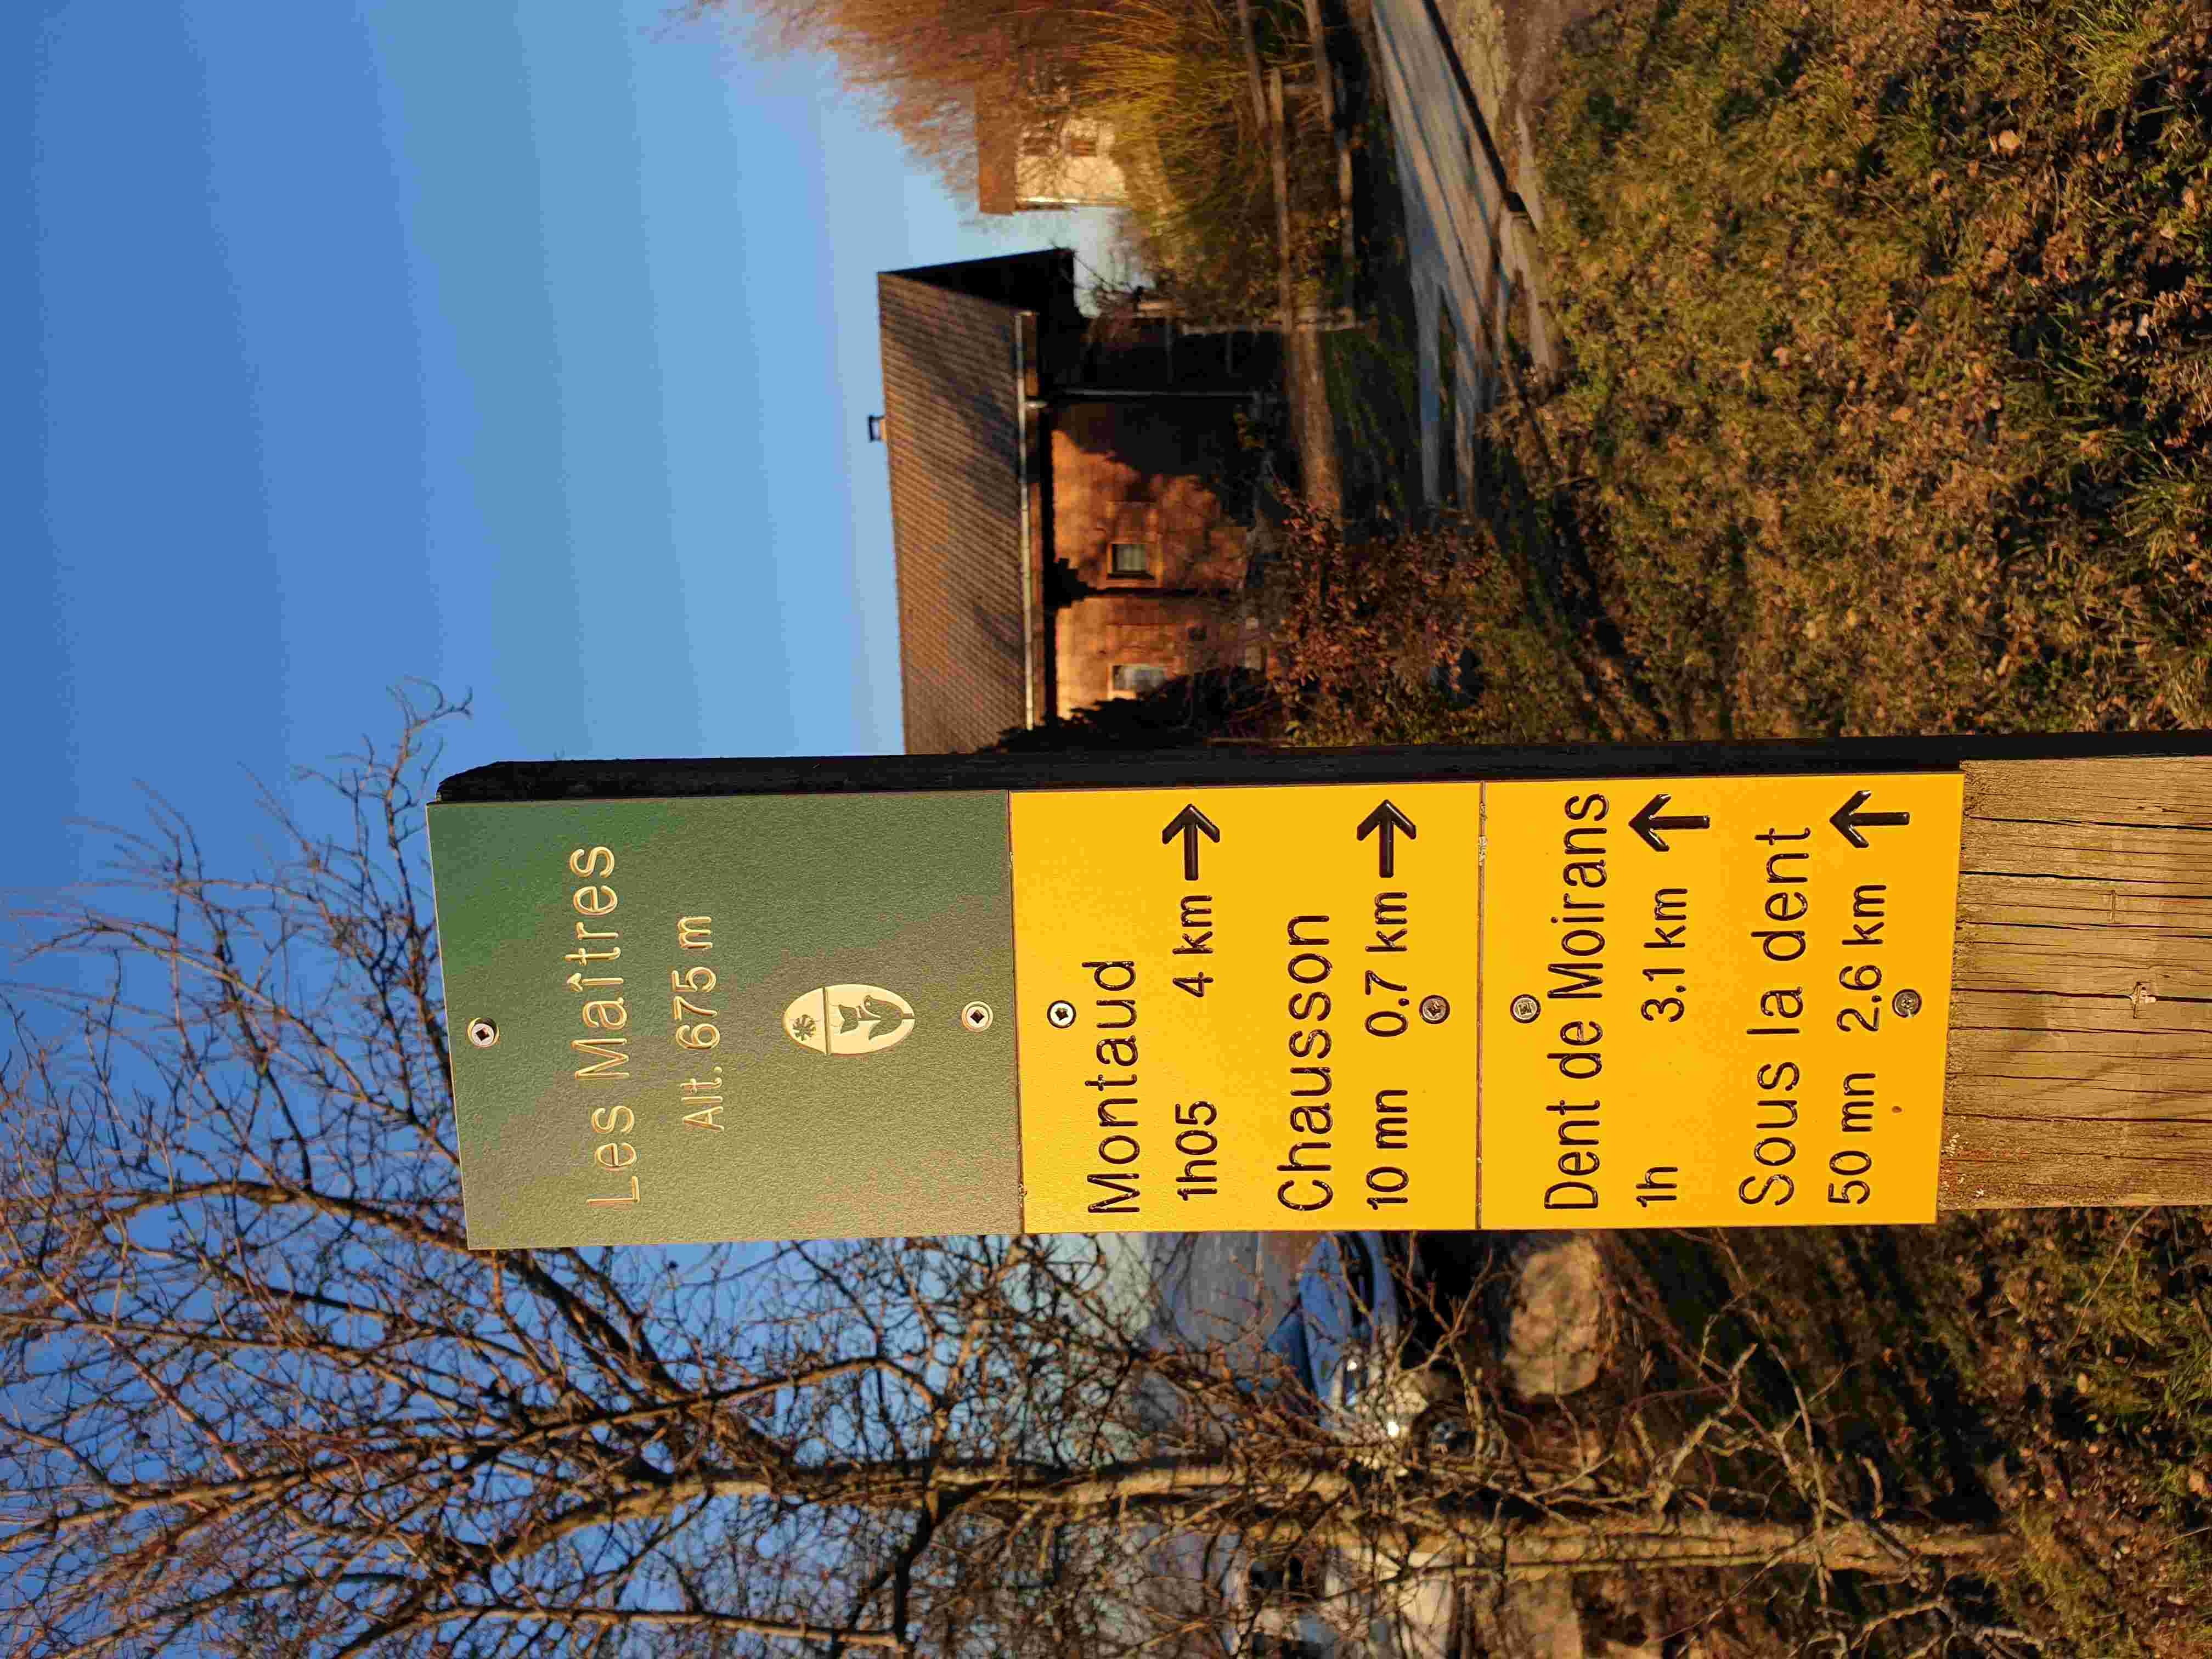 Les Maîtres
Alt. 675 m
Montaud
1h05 4 km →
Chausson
10 mn 0,7 km →
Dent de Moirans
1h 3,1 km ↑
Sous la dent
50 mn 2,6 km ↑